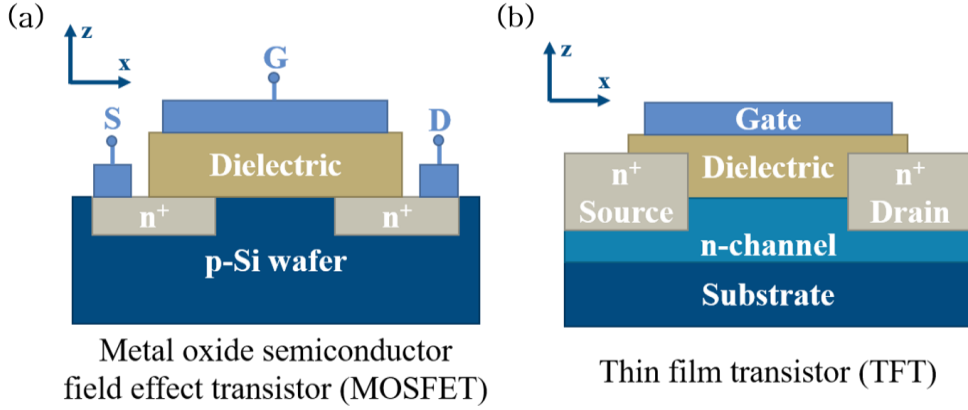 (a)
z
x
G
S
D
Dielectric
n⁺
n⁺
p-Si wafer
Metal oxide semiconductor
field effect transistor (MOSFET)
(b)
z
x
Gate
Dielectric
n⁺
Source
n⁺
Drain
n-channel
Substrate
Thin film transistor (TFT)